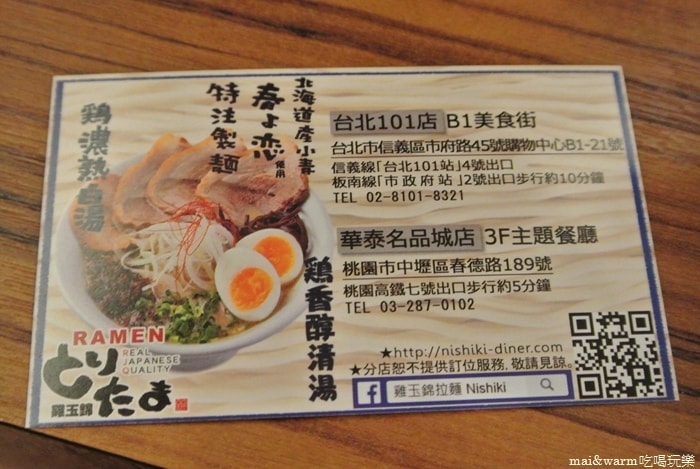 北海道産小麦
春よ恋
使用
特注製麺
鶏濃熟白湯
鶏香醇清湯
RAMEN
REAL
JAPANESE
QUALITY
とりたま
雞玉錦
台北101店 B1美食街
台北市信義區市府路45號購物中心B1-21號
信義線「台北101站」4號出口
板南線「市政府站」2號出口步行約10分鐘
TEL 02-8101-8321
華泰名品城店 3F主題餐廳
桃園市中壢區春德路189號
桃園高鐵七號出口步行約5分鐘
TEL 03-287-0102
★http://nishiki-diner.com
★分店恕不提供訂位服務, 敬請見諒。
f 雞玉錦拉麵 Nishiki
mai&warm吃喝玩樂